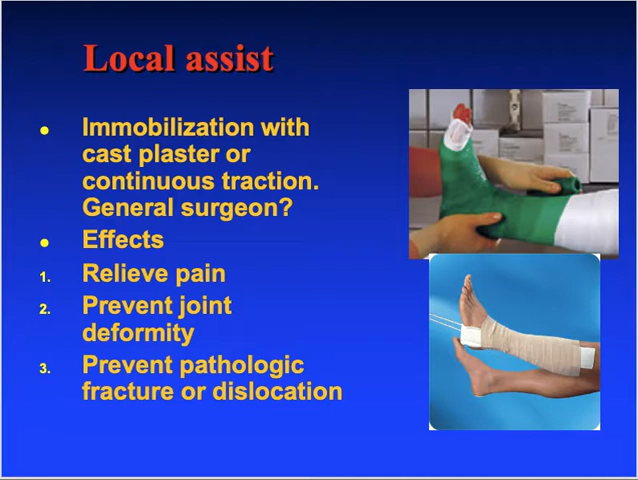 Local assist
● Immobilization with
cast plaster or
continuous traction.
General surgeon?
● Effects
1. Relieve pain
2. Prevent joint
deformity
3. Prevent pathologic
fracture or dislocation